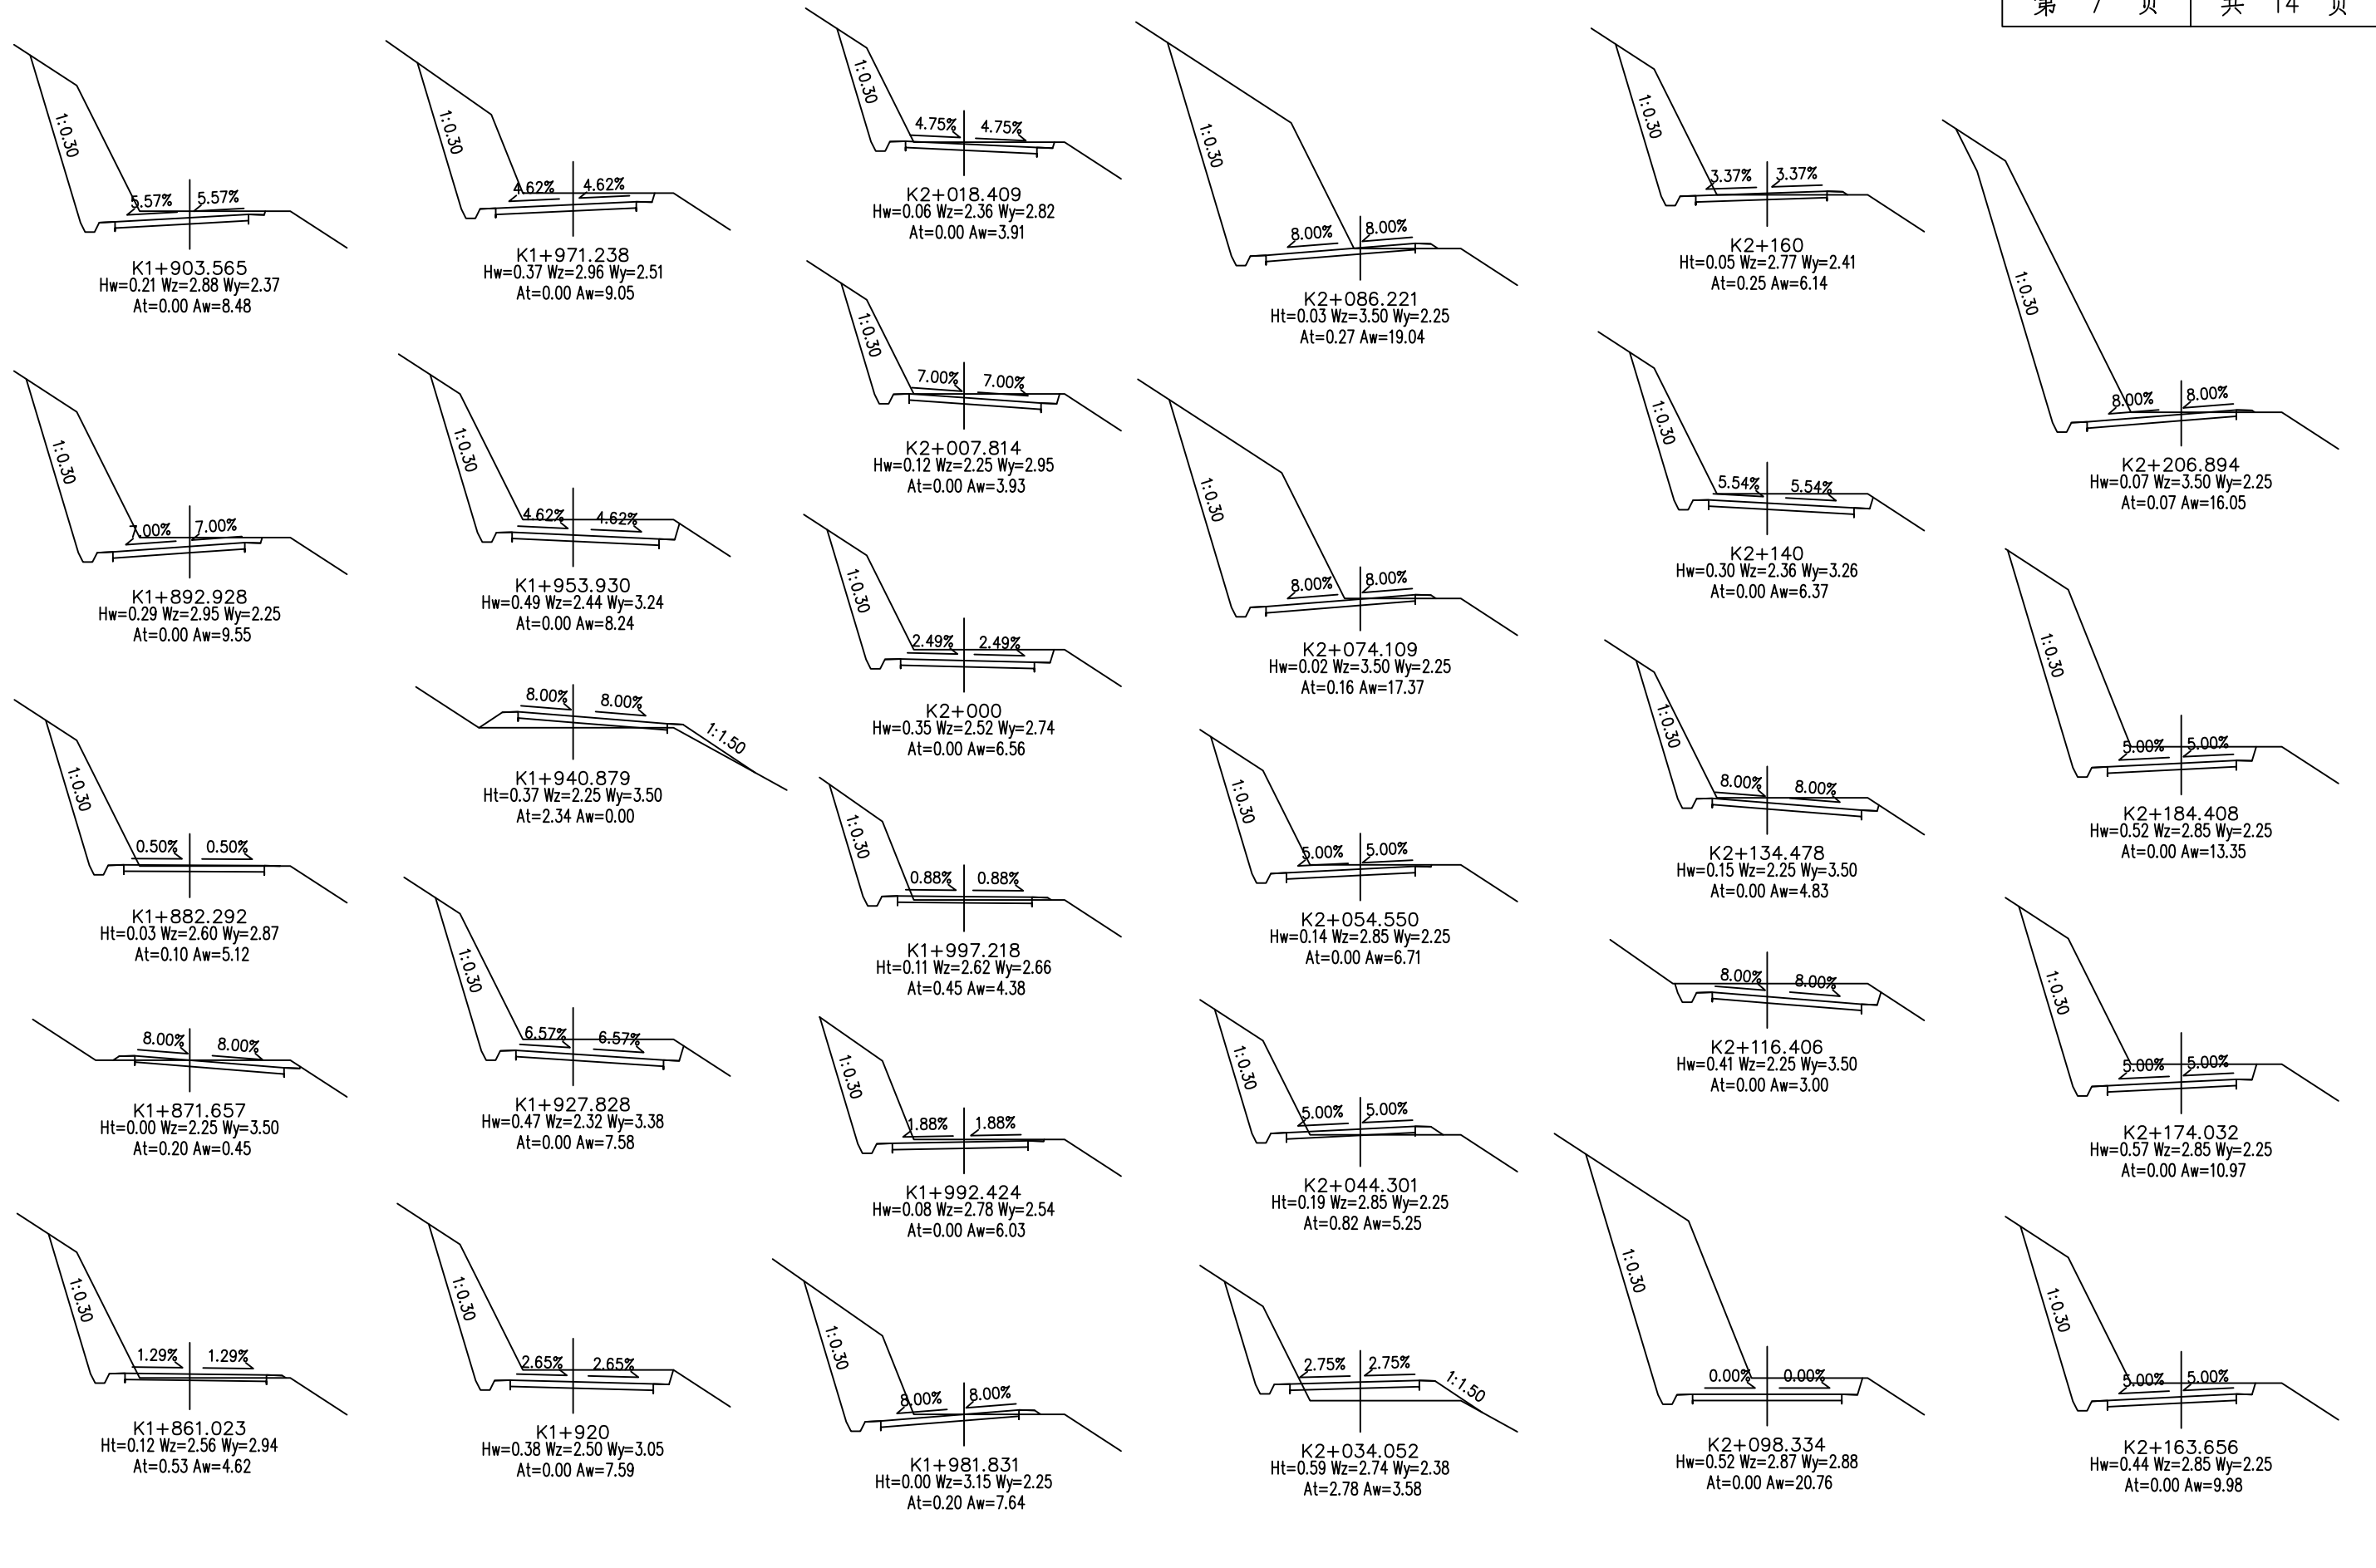 第 7 页 共 14 页
1:0.30
5.57% 5.57%
K1+903.565
Hw=0.21 Wz=2.88 Wy=2.37
At=0.00 Aw=8.48
1:0.30
7.00% 7.00%
K1+892.928
Hw=0.29 Wz=2.95 Wy=2.25
At=0.00 Aw=9.55
1:0.30
0.50% 0.50%
K1+882.292
Ht=0.03 Wz=2.60 Wy=2.87
At=0.10 Aw=5.12
8.00% 8.00%
K1+871.657
Ht=0.00 Wz=2.25 Wy=3.50
At=0.20 Aw=0.45
1:0.30
1.29% 1.29%
K1+861.023
Ht=0.12 Wz=2.56 Wy=2.94
At=0.53 Aw=4.62
1:0.30
4.62% 4.62%
K1+971.238
Hw=0.37 Wz=2.96 Wy=2.51
At=0.00 Aw=9.05
1:0.30
4.62% 4.62%
K1+953.930
Hw=0.49 Wz=2.44 Wy=3.24
At=0.00 Aw=8.24
8.00% 8.00%
1:1.50
K1+940.879
Ht=0.37 Wz=2.25 Wy=3.50
At=2.34 Aw=0.00
1:0.30
6.57% 6.57%
K1+927.828
Hw=0.47 Wz=2.32 Wy=3.38
At=0.00 Aw=7.58
1:0.30
2.65% 2.65%
K1+920
Hw=0.38 Wz=2.50 Wy=3.05
At=0.00 Aw=7.59
1:0.30
4.75% 4.75%
K2+018.409
Hw=0.06 Wz=2.36 Wy=2.82
At=0.00 Aw=3.91
1:0.30
7.00% 7.00%
K2+007.814
Hw=0.12 Wz=2.25 Wy=2.95
At=0.00 Aw=3.93
1:0.30
2.49% 2.49%
K2+000
Hw=0.35 Wz=2.52 Wy=2.74
At=0.00 Aw=6.56
1:0.30
0.88% 0.88%
K1+997.218
Ht=0.11 Wz=2.62 Wy=2.66
At=0.45 Aw=4.38
1:0.30
1.88% 1.88%
K1+992.424
Hw=0.08 Wz=2.78 Wy=2.54
At=0.00 Aw=6.03
1:0.30
8.00% 8.00%
K1+981.831
Ht=0.00 Wz=3.15 Wy=2.25
At=0.20 Aw=7.64
1:0.30
8.00% 8.00%
K2+086.221
Ht=0.03 Wz=3.50 Wy=2.25
At=0.27 Aw=19.04
1:0.30
8.00% 8.00%
K2+074.109
Hw=0.02 Wz=3.50 Wy=2.25
At=0.16 Aw=17.37
1:0.30
5.00% 5.00%
K2+054.550
Hw=0.14 Wz=2.85 Wy=2.25
At=0.00 Aw=6.71
1:0.30
5.00% 5.00%
K2+044.301
Ht=0.19 Wz=2.85 Wy=2.25
At=0.82 Aw=5.25
1:0.30
2.75% 2.75%
1:1.50
K2+034.052
Ht=0.59 Wz=2.74 Wy=2.38
At=2.78 Aw=3.58
1:0.30
3.37% 3.37%
K2+160
Ht=0.05 Wz=2.77 Wy=2.41
At=0.25 Aw=6.14
1:0.30
5.54% 5.54%
K2+140
Hw=0.30 Wz=2.36 Wy=3.26
At=0.00 Aw=6.37
1:0.30
8.00% 8.00%
K2+134.478
Hw=0.15 Wz=2.25 Wy=3.50
At=0.00 Aw=4.83
8.00% 8.00%
K2+116.406
Hw=0.41 Wz=2.25 Wy=3.50
At=0.00 Aw=3.00
1:0.30
0.00% 0.00%
K2+098.334
Hw=0.52 Wz=2.87 Wy=2.88
At=0.00 Aw=20.76
1:0.30
8.00% 8.00%
K2+206.894
Hw=0.07 Wz=3.50 Wy=2.25
At=0.07 Aw=16.05
1:0.30
5.00% 5.00%
K2+184.408
Hw=0.52 Wz=2.85 Wy=2.25
At=0.00 Aw=13.35
1:0.30
5.00% 5.00%
K2+174.032
Hw=0.57 Wz=2.85 Wy=2.25
At=0.00 Aw=10.97
1:0.30
5.00% 5.00%
K2+163.656
Hw=0.44 Wz=2.85 Wy=2.25
At=0.00 Aw=9.98